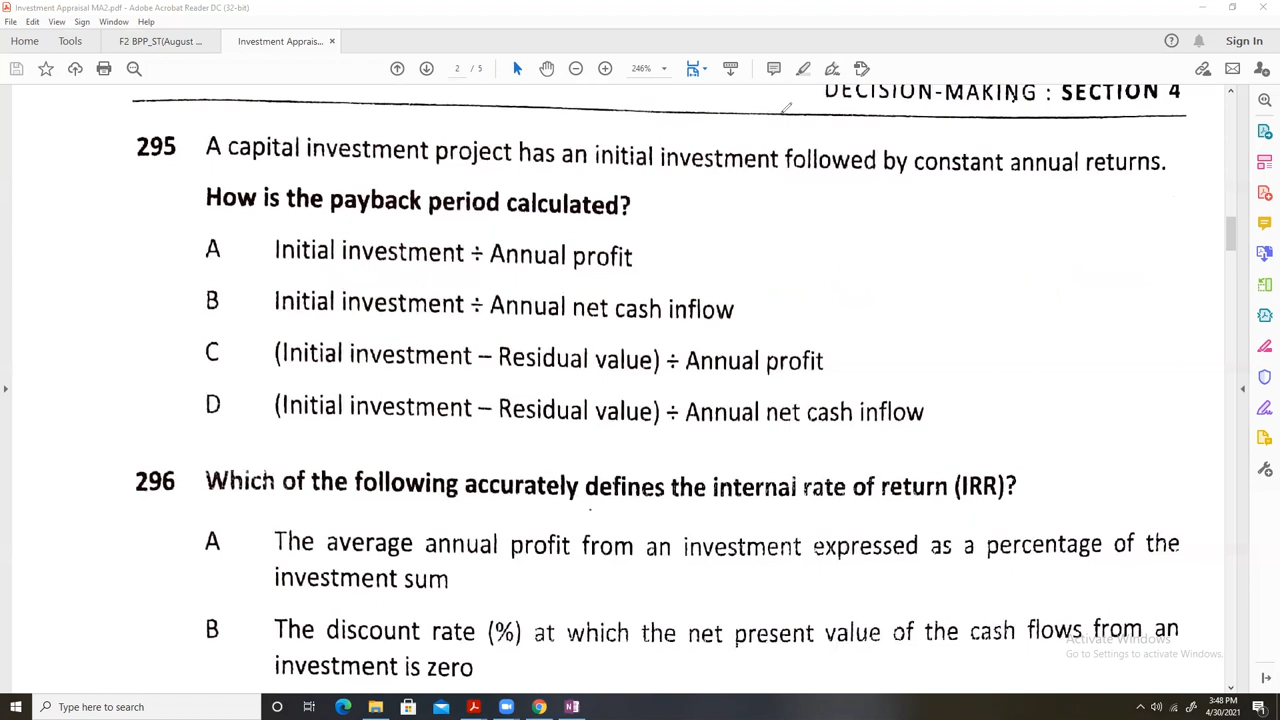 Investment Appraisal MA2.pdf - Adobe Acrobat Reader DC (32-bit)
File Edit View Sign Window Help
Home Tools F2 BPP_ST(August ... Investment Apprais... × Sign In
2 / 5 246%
DECISION-MAKING : SECTION 4
295 A capital investment project has an initial investment followed by constant annual returns.
How is the payback period calculated?
A Initial investment ÷ Annual profit
B Initial investment ÷ Annual net cash inflow
C (Initial investment – Residual value) ÷ Annual profit
D (Initial investment – Residual value) ÷ Annual net cash inflow
296 Which of the following accurately defines the internal rate of return (IRR)?
A The average annual profit from an investment expressed as a percentage of the
investment sum
B The discount rate (%) at which the net present value of the cash flows from an
investment is zero
Activate Windows
Go to Settings to activate Windows.
Type here to search
3:48 PM
4/30/2021